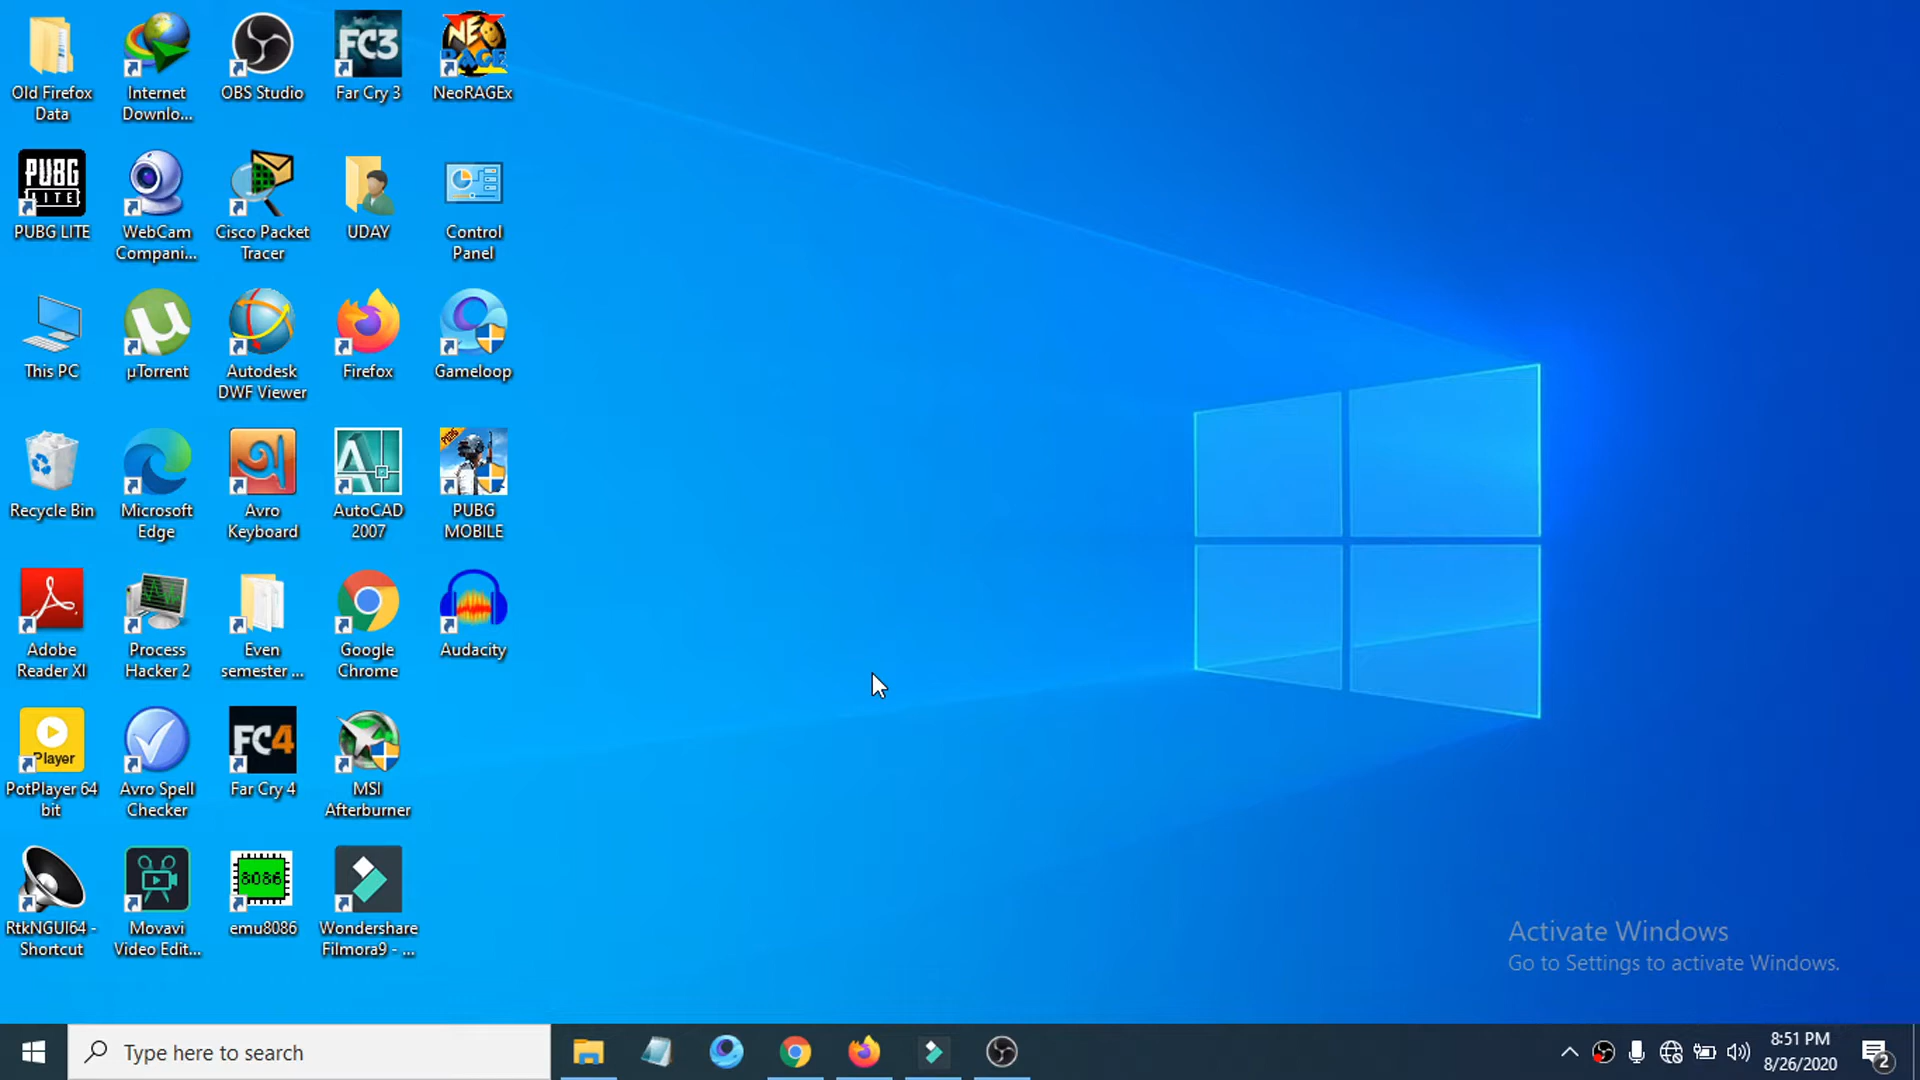 Old Firefox
Data
Internet
Downlo...
OBS Studio
FC3
Far Cry 3
NEO
RAGE
NeoRAGEx
PUBG
LITE
PUBG LITE
WebCam
Compani...
Cisco Packet
Tracer
UDAY
Control
Panel
This PC
µTorrent
Autodesk
DWF Viewer
Firefox
Gameloop
Recycle Bin
Microsoft
Edge
Avro
Keyboard
AutoCAD
2007
PUBG
PUBG
MOBILE
Adobe
Reader XI
Process
Hacker 2
Even
semester ...
Google
Chrome
Audacity
Player
PotPlayer 64
bit
Avro Spell
Checker
FC4
Far Cry 4
MSI
Afterburner
RtkNGUI64 -
Shortcut
Movavi
Video Edit...
8086
emu8086
Wondershare
Filmora9 - ...
Activate Windows
Go to Settings to activate Windows.
Type here to search
8:51 PM
8/26/2020
2